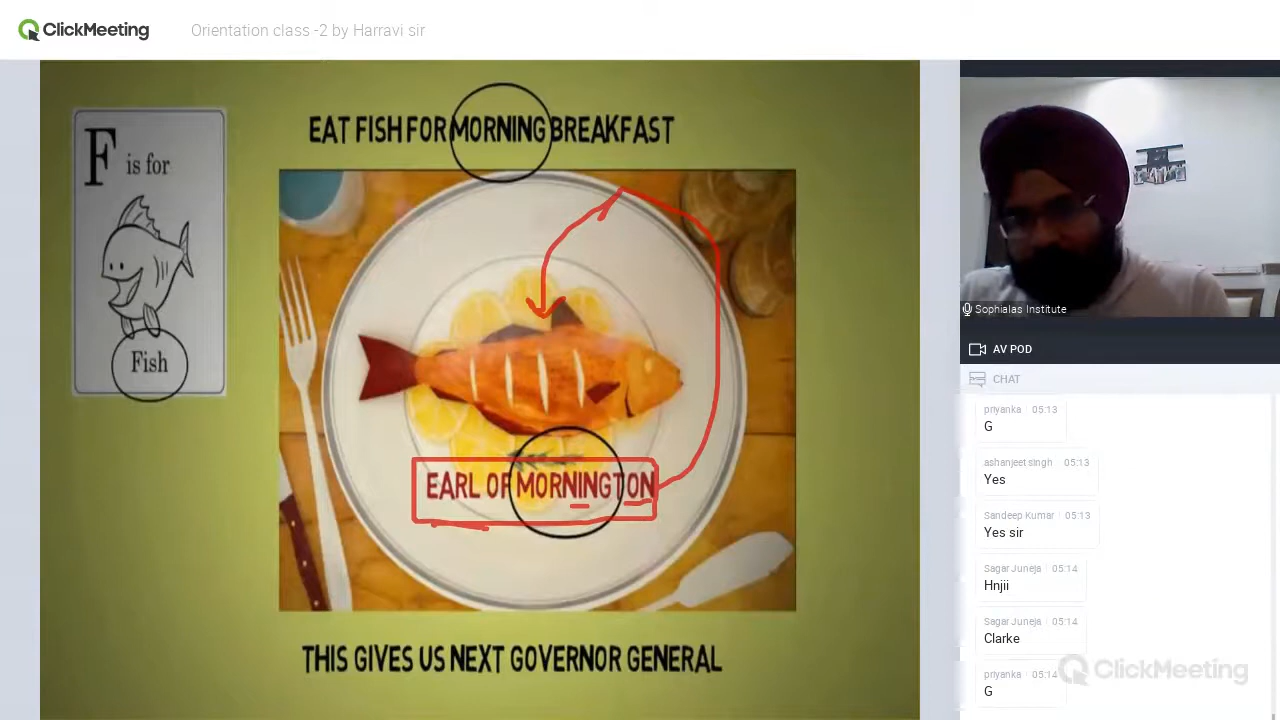 ClickMeeting
Orientation class -2 by Harravi sir
EAT FISH FOR MORNING BREAKFAST
F is for
Fish
EARL OF MORNINGTON
THIS GIVES US NEXT GOVERNOR GENERAL
Sophialas Institute
AV POD
CHAT
priyanka 05:13
G
ashanjeet singh 05:13
Yes
Sandeep Kumar 05:13
Yes sir
Sagar Juneja 05:14
Hnjii
Sagar Juneja 05:14
Clarke
priyanka 05:14
G
ClickMeeting